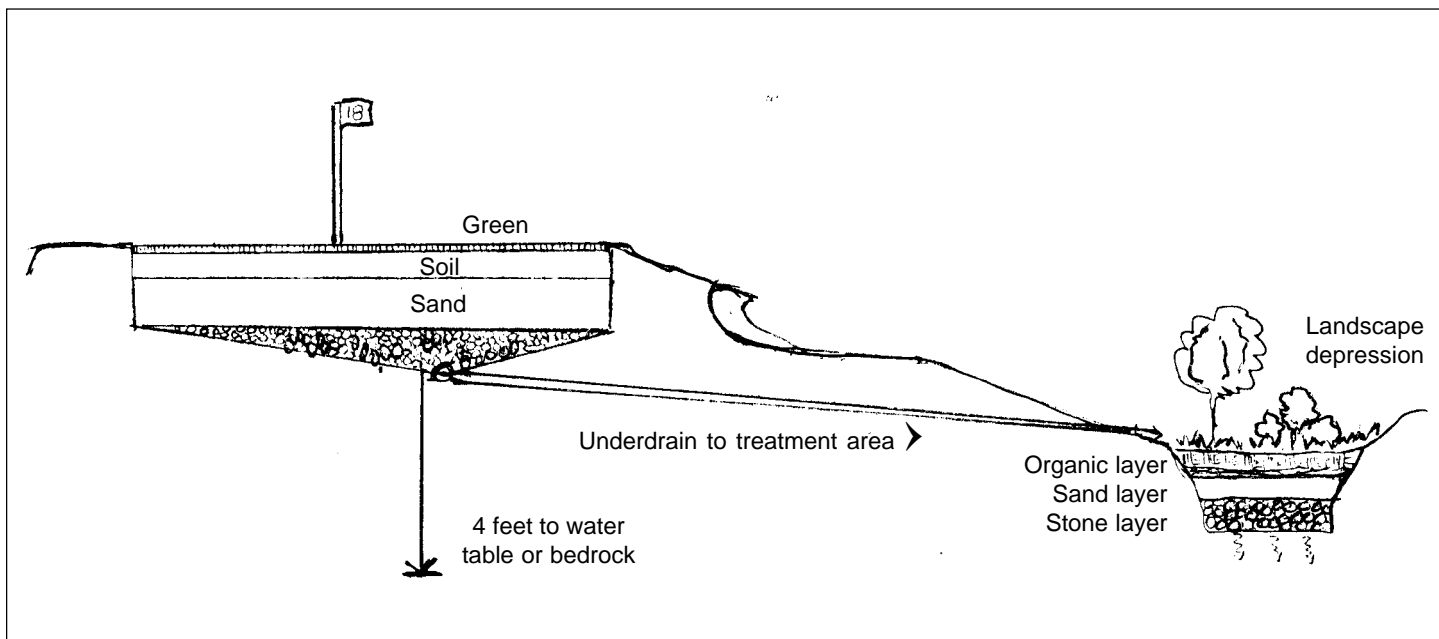 18
Green
Soil
Sand
Landscape
depression
Underdrain to treatment area
Organic layer
Sand layer
Stone layer
4 feet to water
table or bedrock